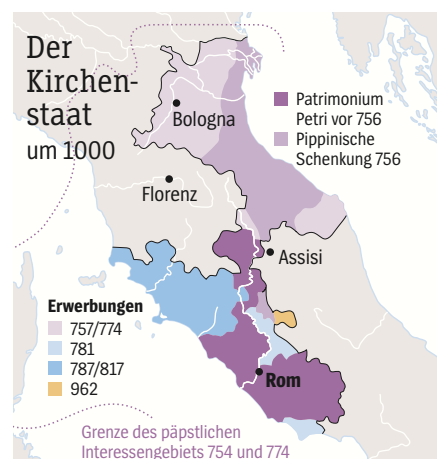 Der
Kirchen-
staat
um 1000
Patrimonium
Petri vor 756
Pippinische
Schenkung 756
Bologna
Florenz
Assisi
Erwerbungen
757/774
781
787/817
962
Rom
Grenze des päpstlichen
Interessengebiets 754 und 774